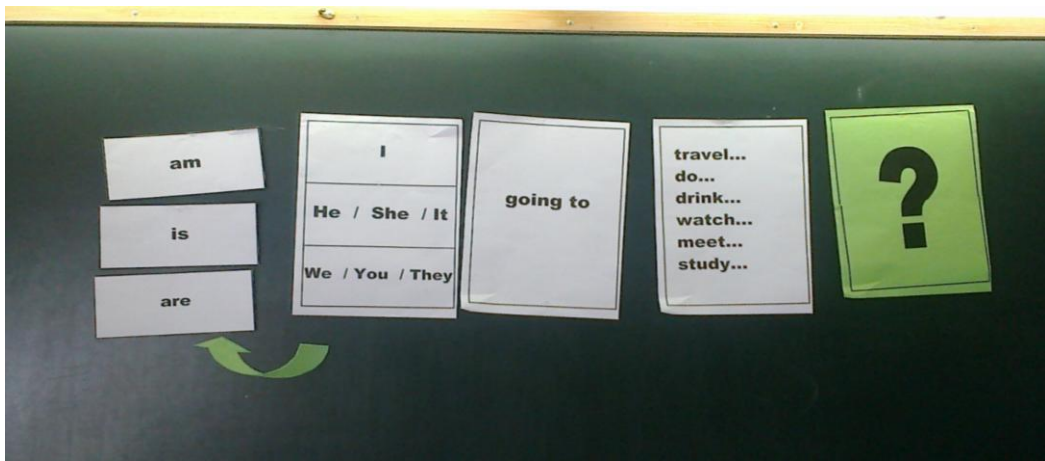 am
is
are
I
He / She / It
We / You / They
going to
travel...
do...
drink...
watch...
meet...
study...
?